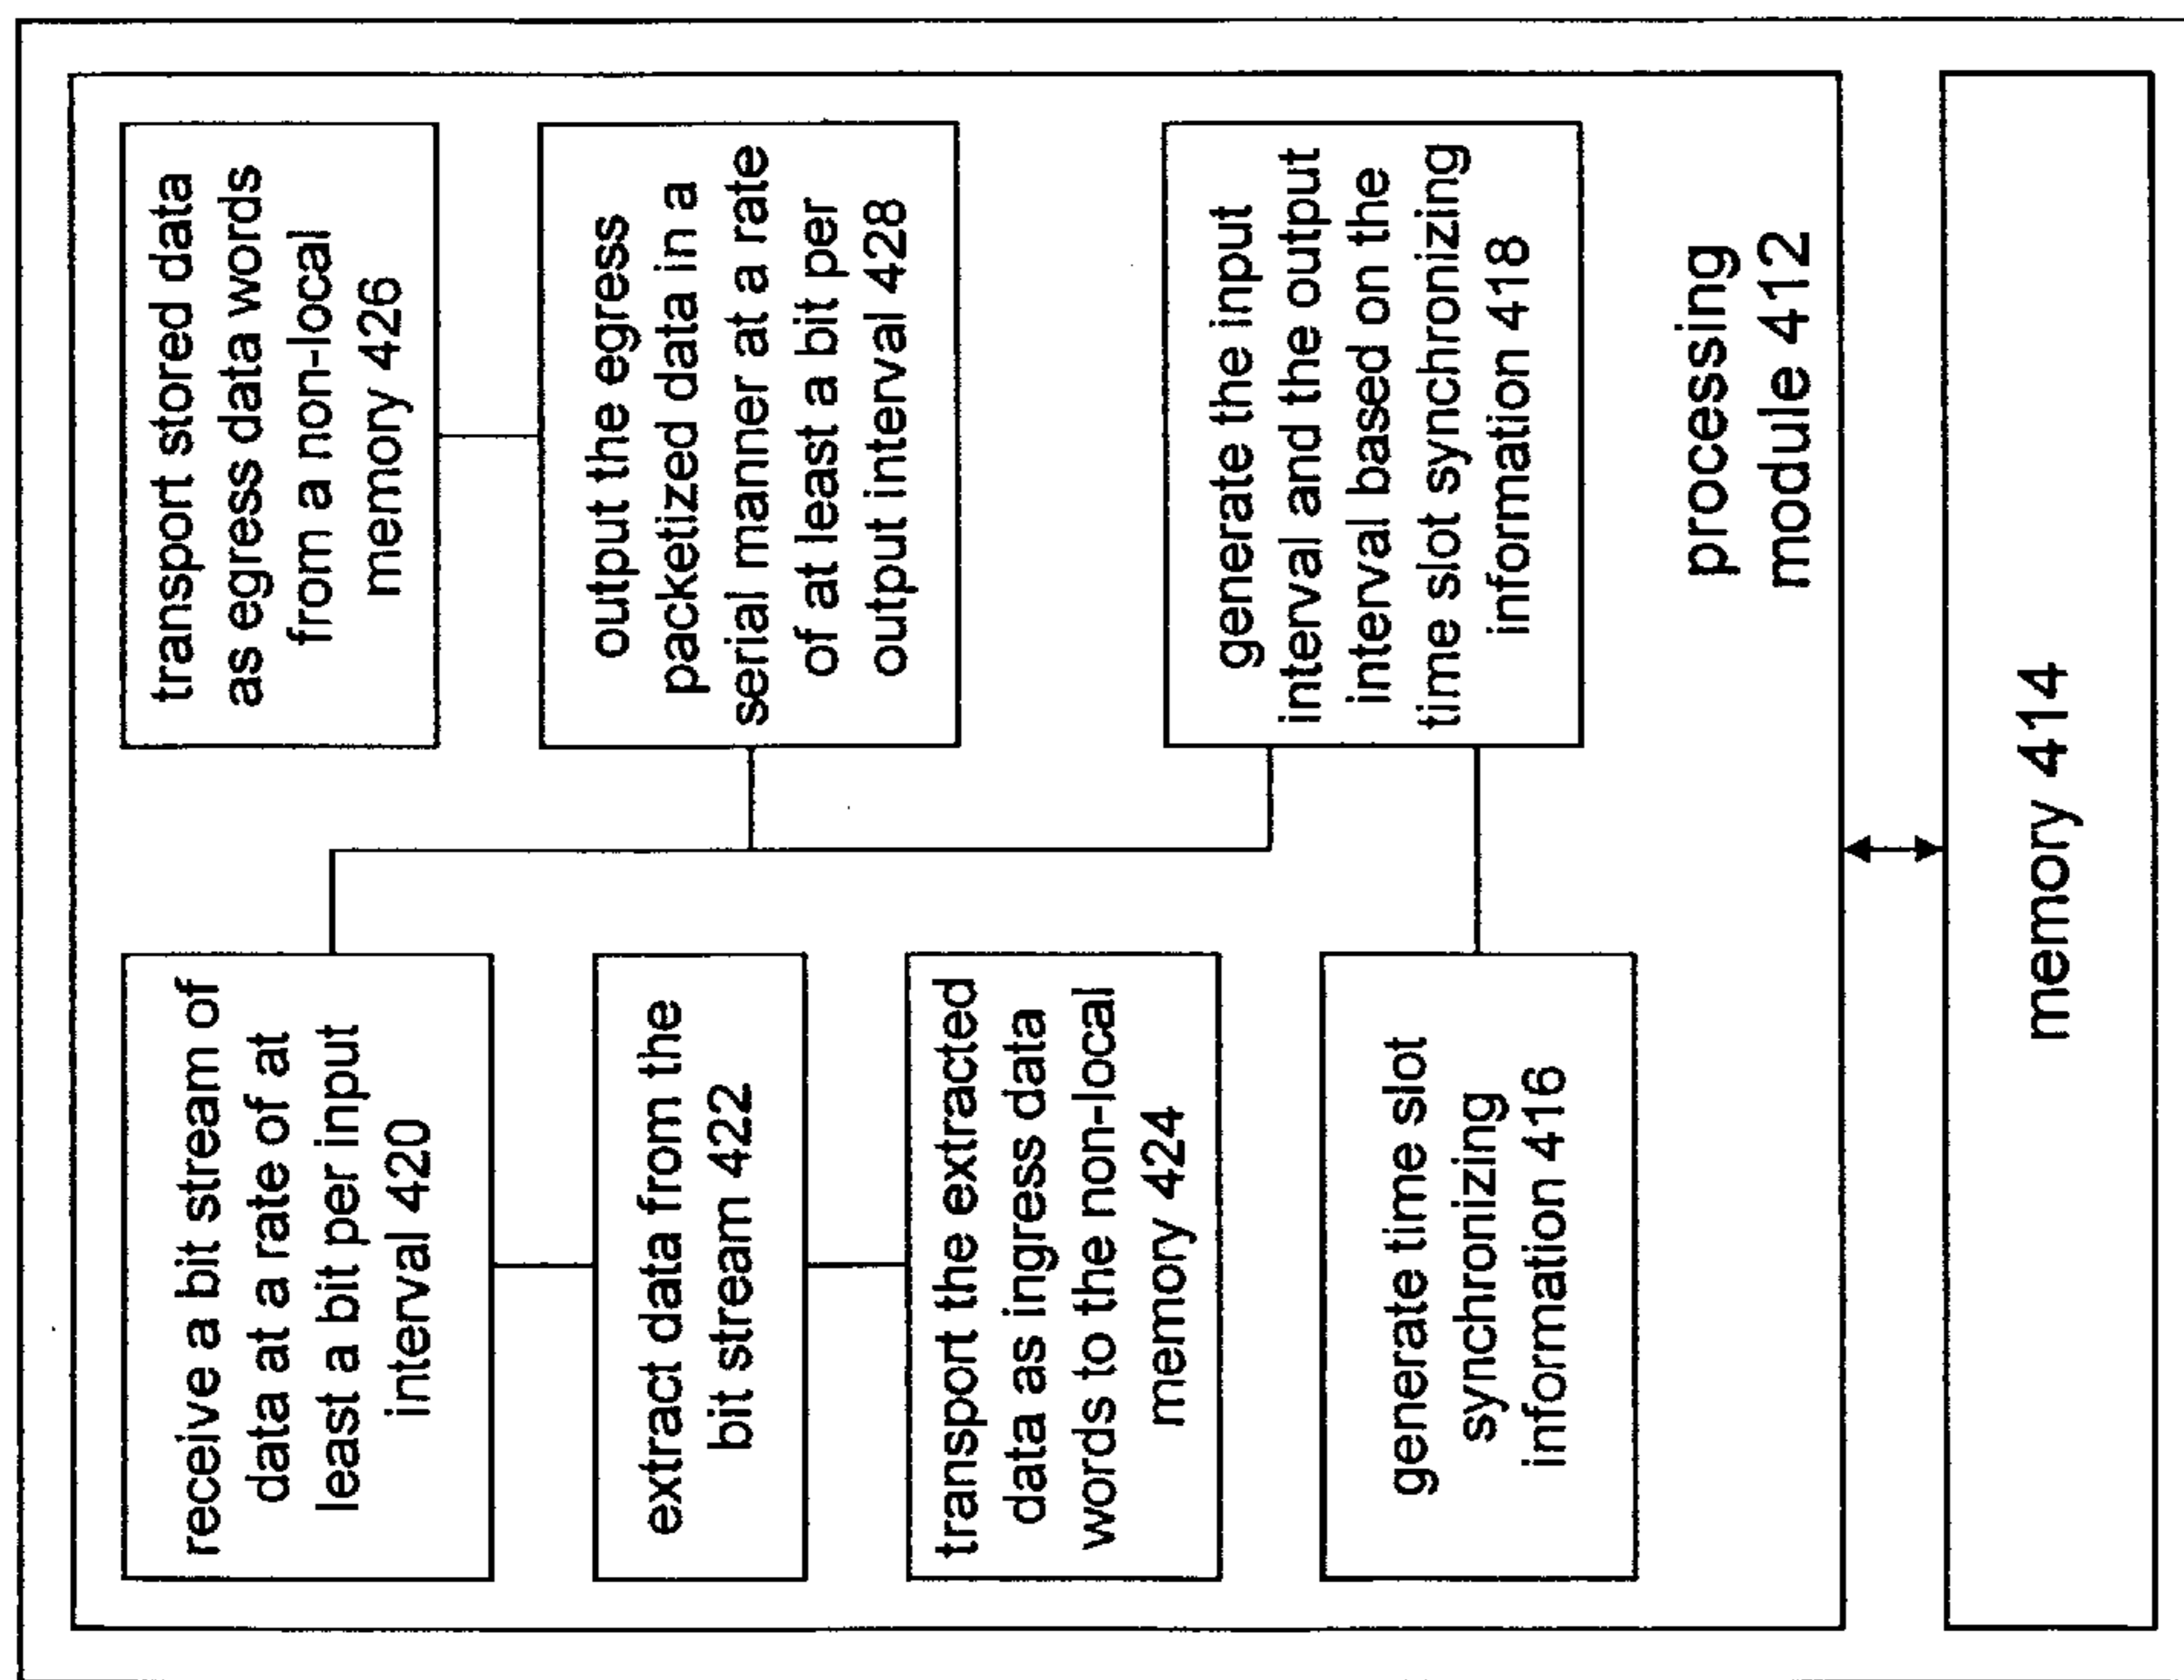 receive a bit stream of
data at a rate of at
least a bit per input
interval 420
extract data from the
bit stream 422
transport the extracted
data as ingress data
words to the non-local
memory 424
generate time slot
synchronizing
information 416
transport stored data
as egress data words
from a non-local
memory 426
output the egress
packetized data in a
serial manner at a rate
of at least a bit per
output interval 428
generate the input
interval and the output
interval based on the
time slot synchronizing
information 418
processing
module 412
memory 414